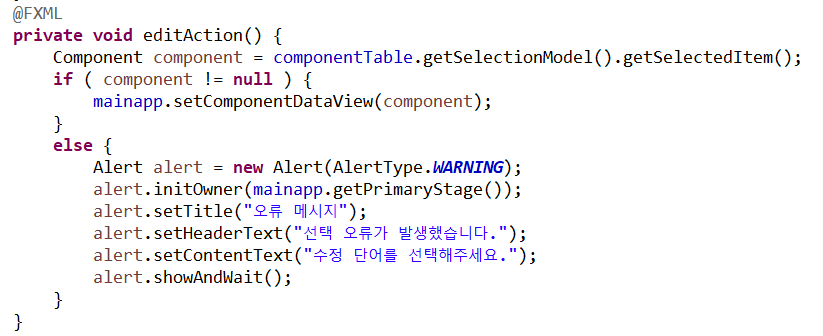 @FXML
private void editAction() {
    Component component = componentTable.getSelectionModel().getSelectedItem();
    if ( component != null ) {
        mainapp.setComponentDataView(component);
    }
    else {
        Alert alert = new Alert(AlertType.WARNING);
        alert.initOwner(mainapp.getPrimaryStage());
        alert.setTitle("오류 메시지");
        alert.setHeaderText("선택 오류가 발생했습니다.");
        alert.setContentText("수정 단어를 선택해주세요.");
        alert.showAndWait();
    }
}